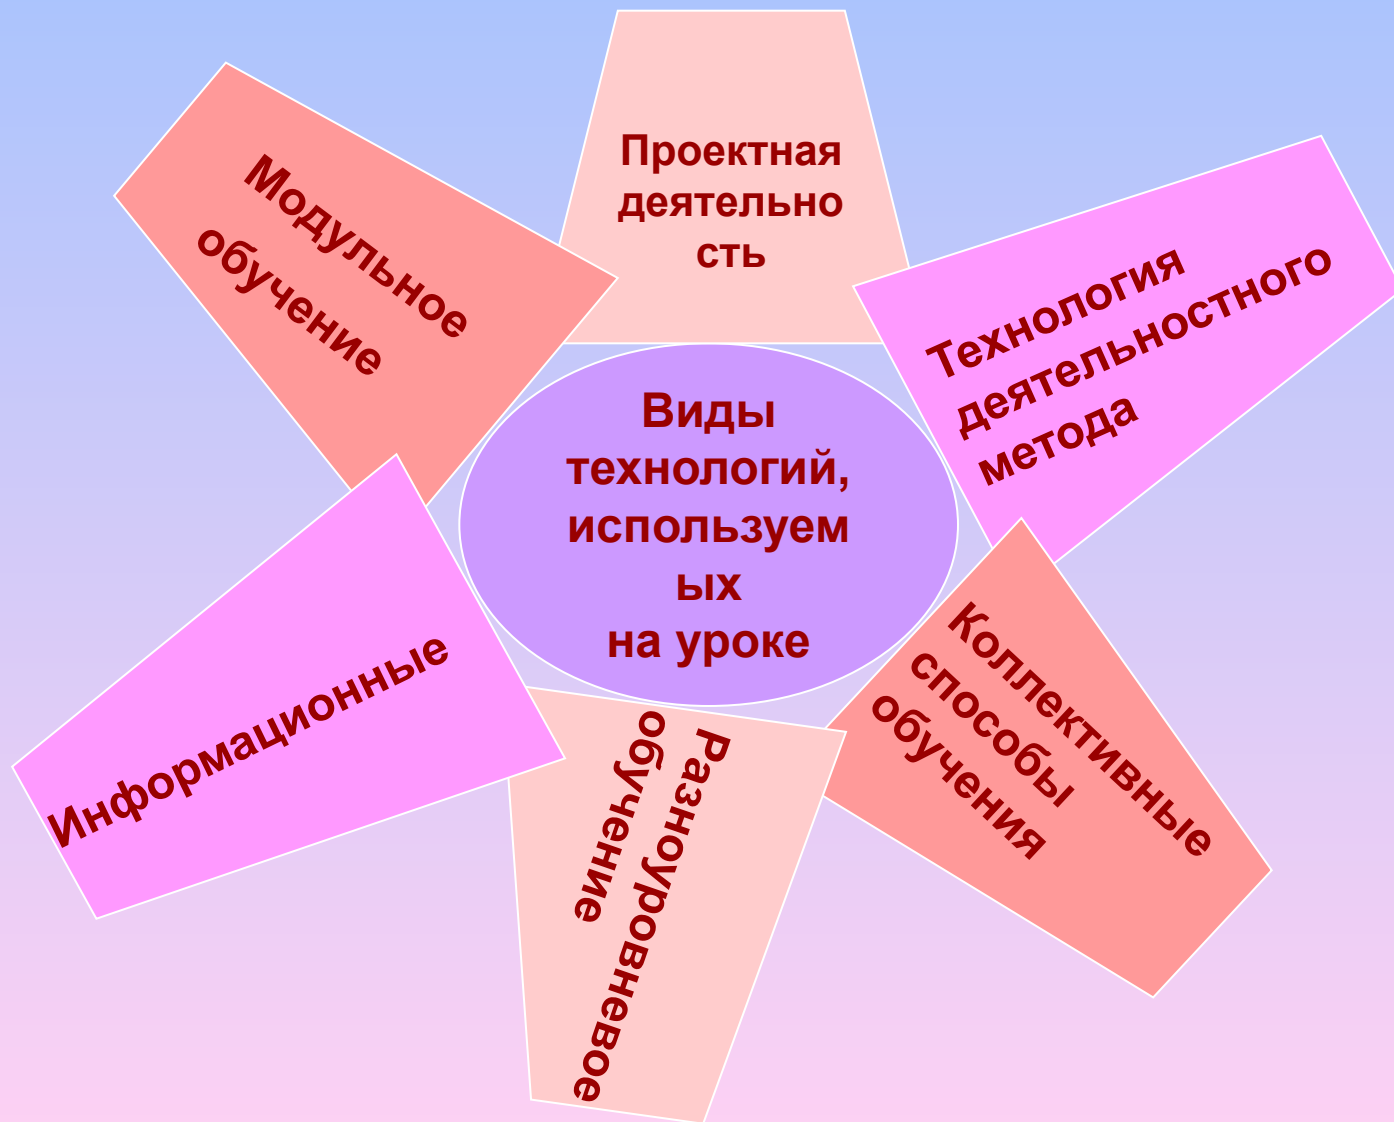 Проектная
деятельно
сть
Модульное
обучение
Технология
деятельностного
метода
Виды
технологий,
используем
ых
на уроке
Информационные
Коллективные
способы
обучения
Разноуровневое
обучение